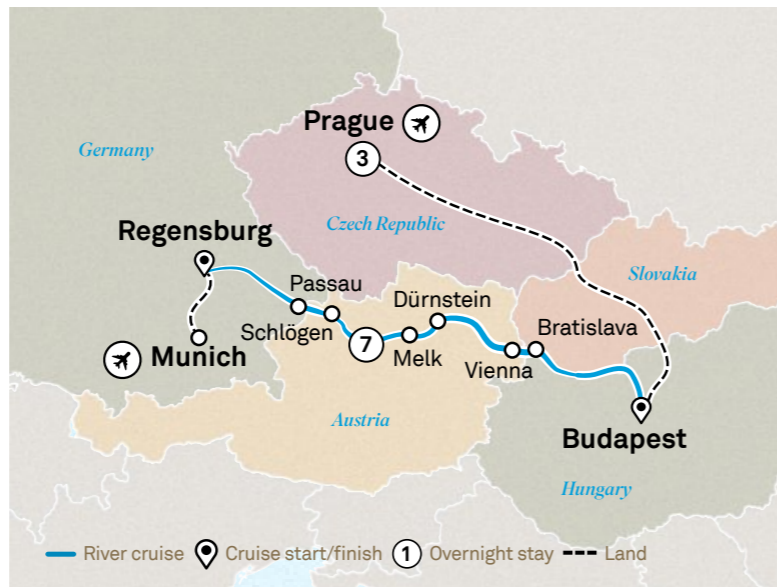 Prague
3
Germany
Czech Republic
Regensburg
Slovakia
Passau
Dürnstein
Schlögen
Bratislava
7
Melk
Vienna
Munich
Austria
Budapest
Hungary
River cruise
Cruise start/finish
1 Overnight stay
Land